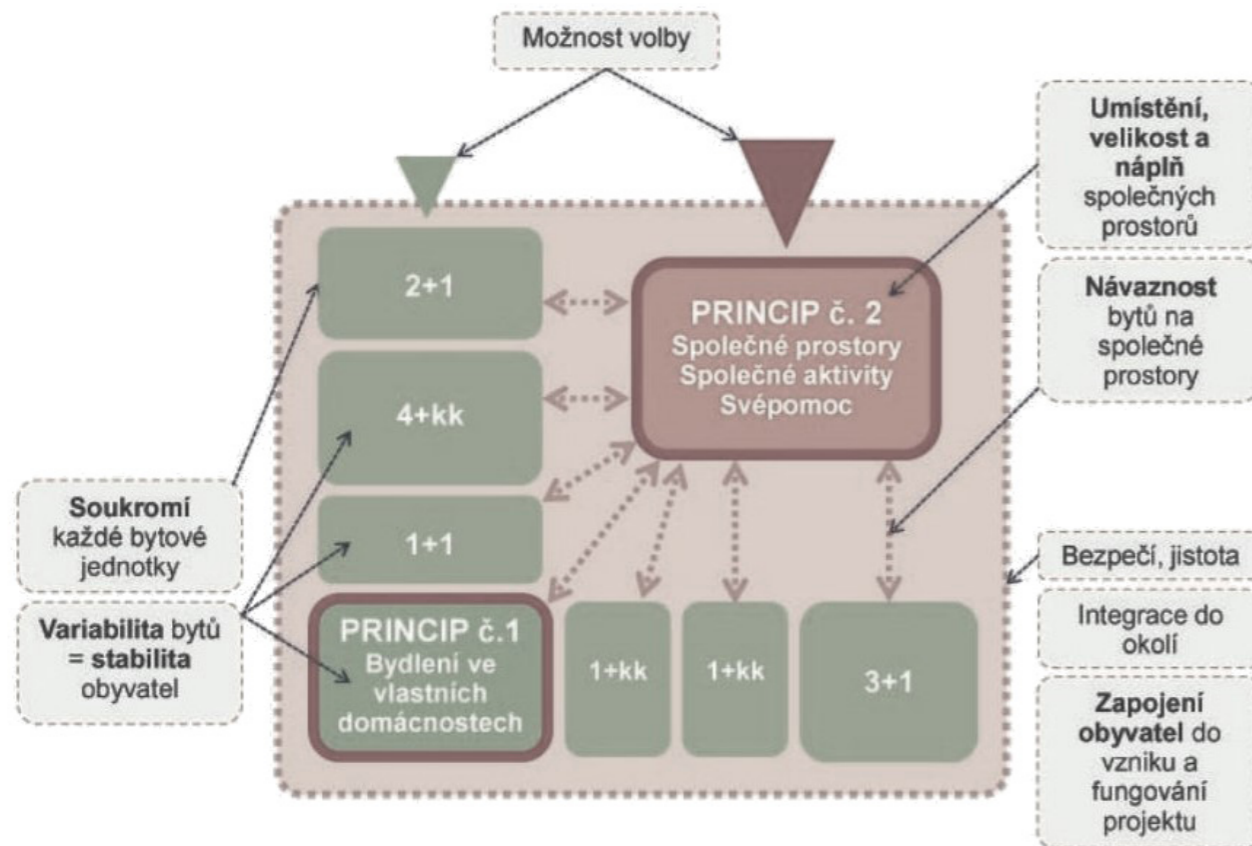 Možnost volby
Umístění,
velikost a
náplň
společných
prostorů
2+1
PRINCIP č. 2
Společné prostory
Společné aktivity
Svépomoc
Návaznost
bytů na
společné
prostory
4+kk
Soukromí
každé bytové
jednotky
1+1
Bezpečí, jistota
Variabilita bytů
= stabilita
obyvatel
PRINCIP č.1
Bydlení ve
vlastních
domácnostech
1+kk
1+kk
3+1
Integrace do
okolí
Zapojení
obyvatel do
vzniku a
fungování
projektu